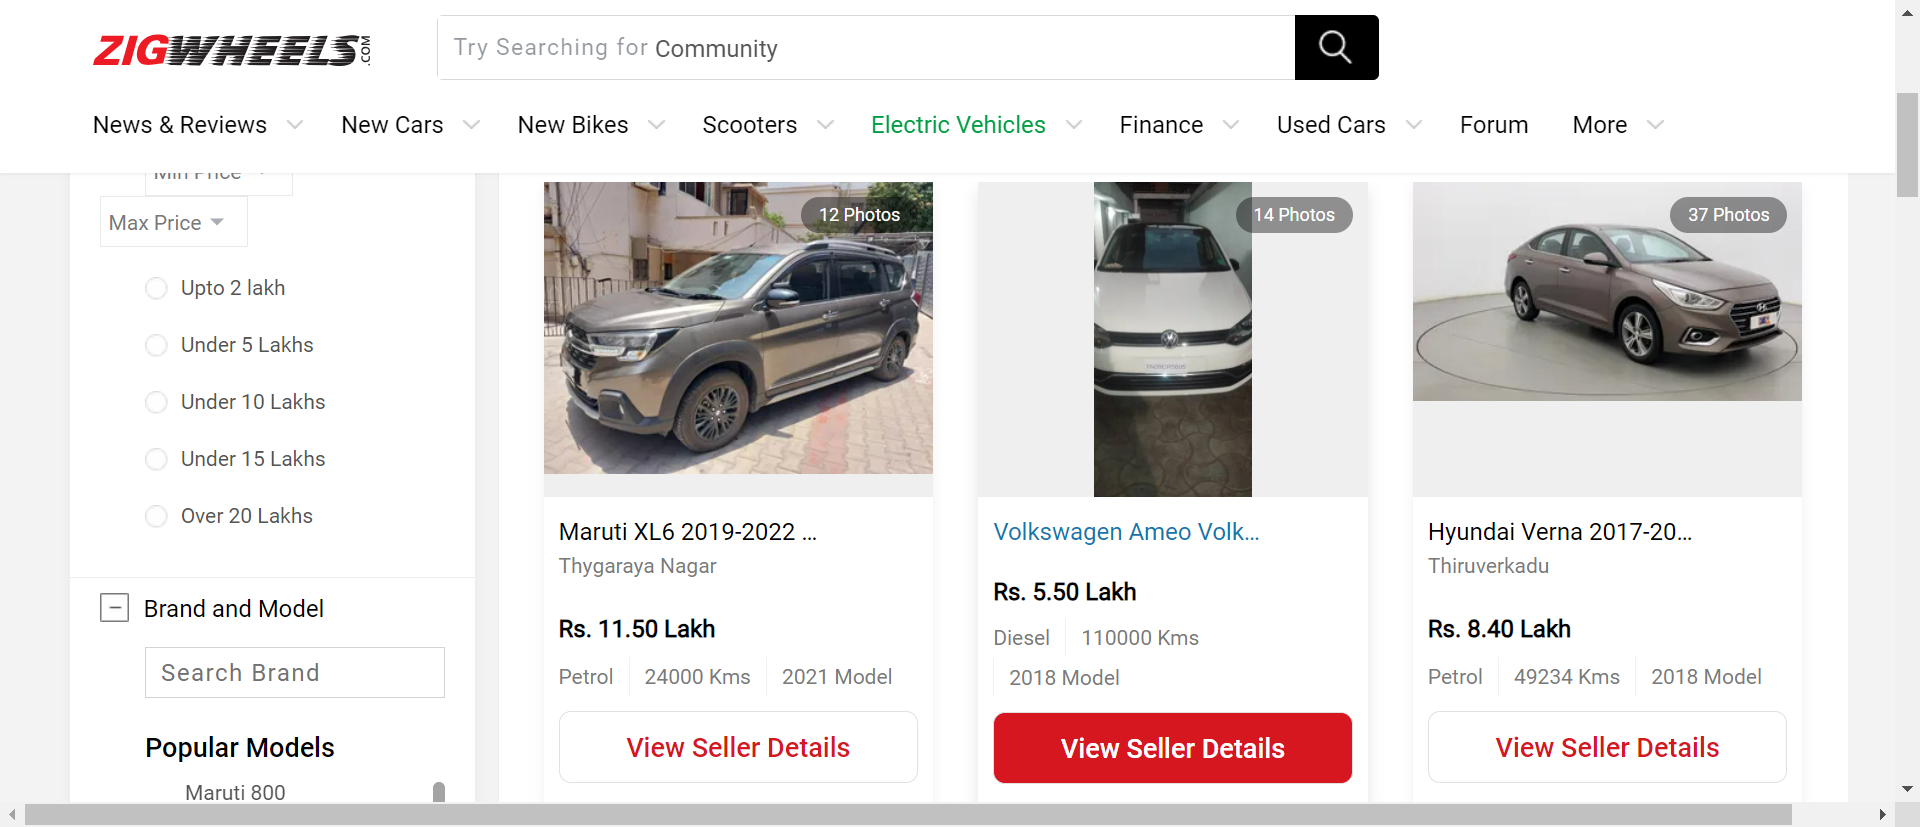 ZIGWHEELS.COM
Try Searching for Community
News & Reviews
New Cars
New Bikes
Scooters
Electric Vehicles
Finance
Used Cars
Forum
More
Min Price
Max Price
Upto 2 lakh
Under 5 Lakhs
Under 10 Lakhs
Under 15 Lakhs
Over 20 Lakhs
Brand and Model
Search Brand
Popular Models
Maruti 800
12 Photos
Maruti XL6 2019-2022 ...
Thygaraya Nagar
Rs. 11.50 Lakh
Petrol
24000 Kms
2021 Model
View Seller Details
14 Photos
Volkswagen Ameo Volk...
Rs. 5.50 Lakh
Diesel
110000 Kms
2018 Model
View Seller Details
37 Photos
Hyundai Verna 2017-20...
Thiruverkadu
Rs. 8.40 Lakh
Petrol
49234 Kms
2018 Model
View Seller Details